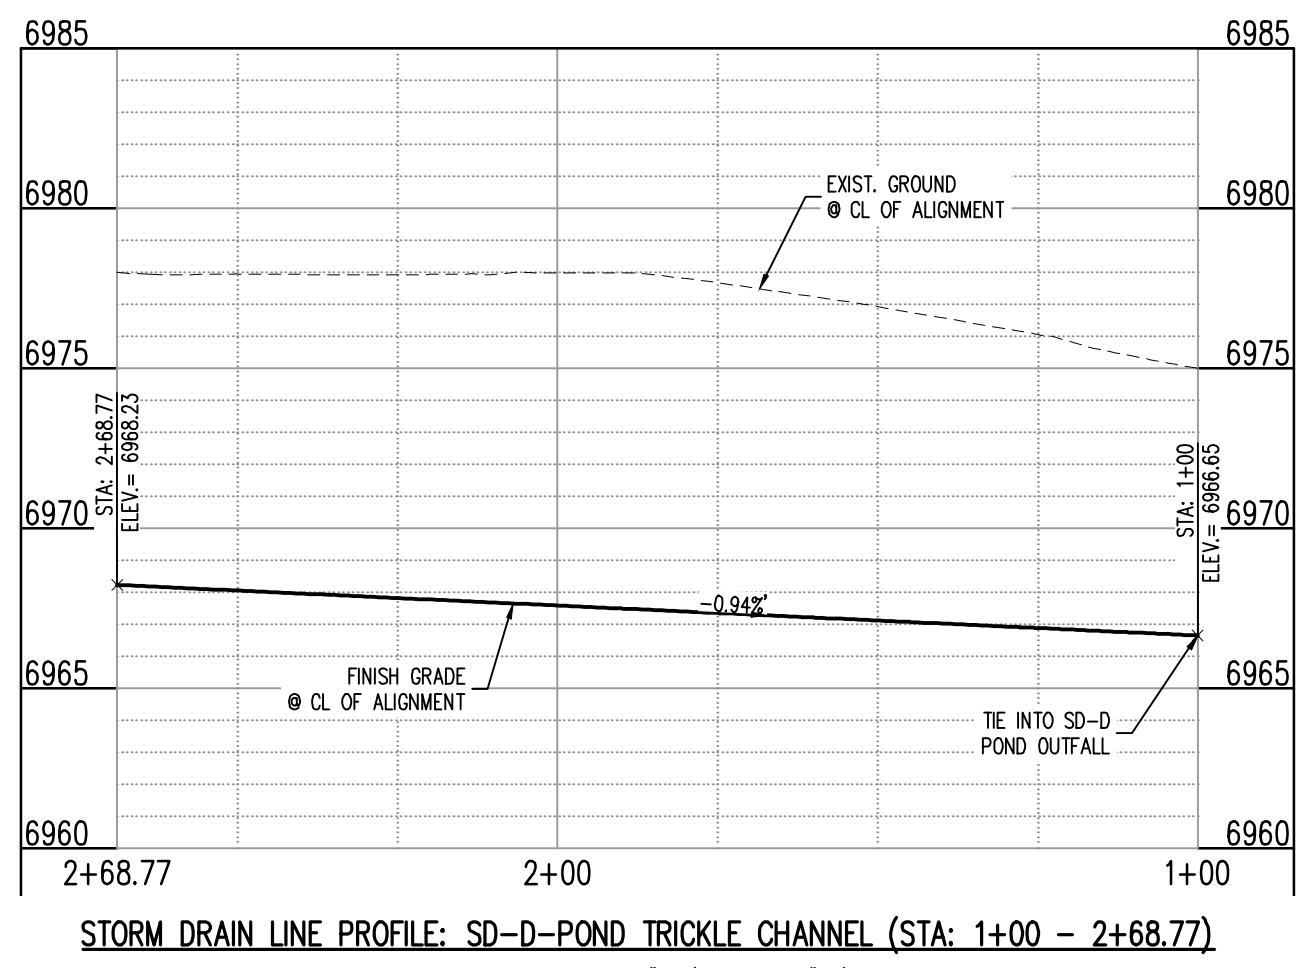 6985
6985
6980
6980
EXIST. GROUND
@ CL OF ALIGNMENT
6975
6975
STA: 2+68.77
ELEV.= 6968.23
STA: 1+00
ELEV.= 6966.65
6970
6970
-0.94%'
FINISH GRADE
@ CL OF ALIGNMENT
6965
6965
TIE INTO SD-D
POND OUTFALL
6960
6960
2+68.77
2+00
1+00
STORM DRAIN LINE PROFILE: SD-D-POND TRICKLE CHANNEL (STA: 1+00 - 2+68.77)